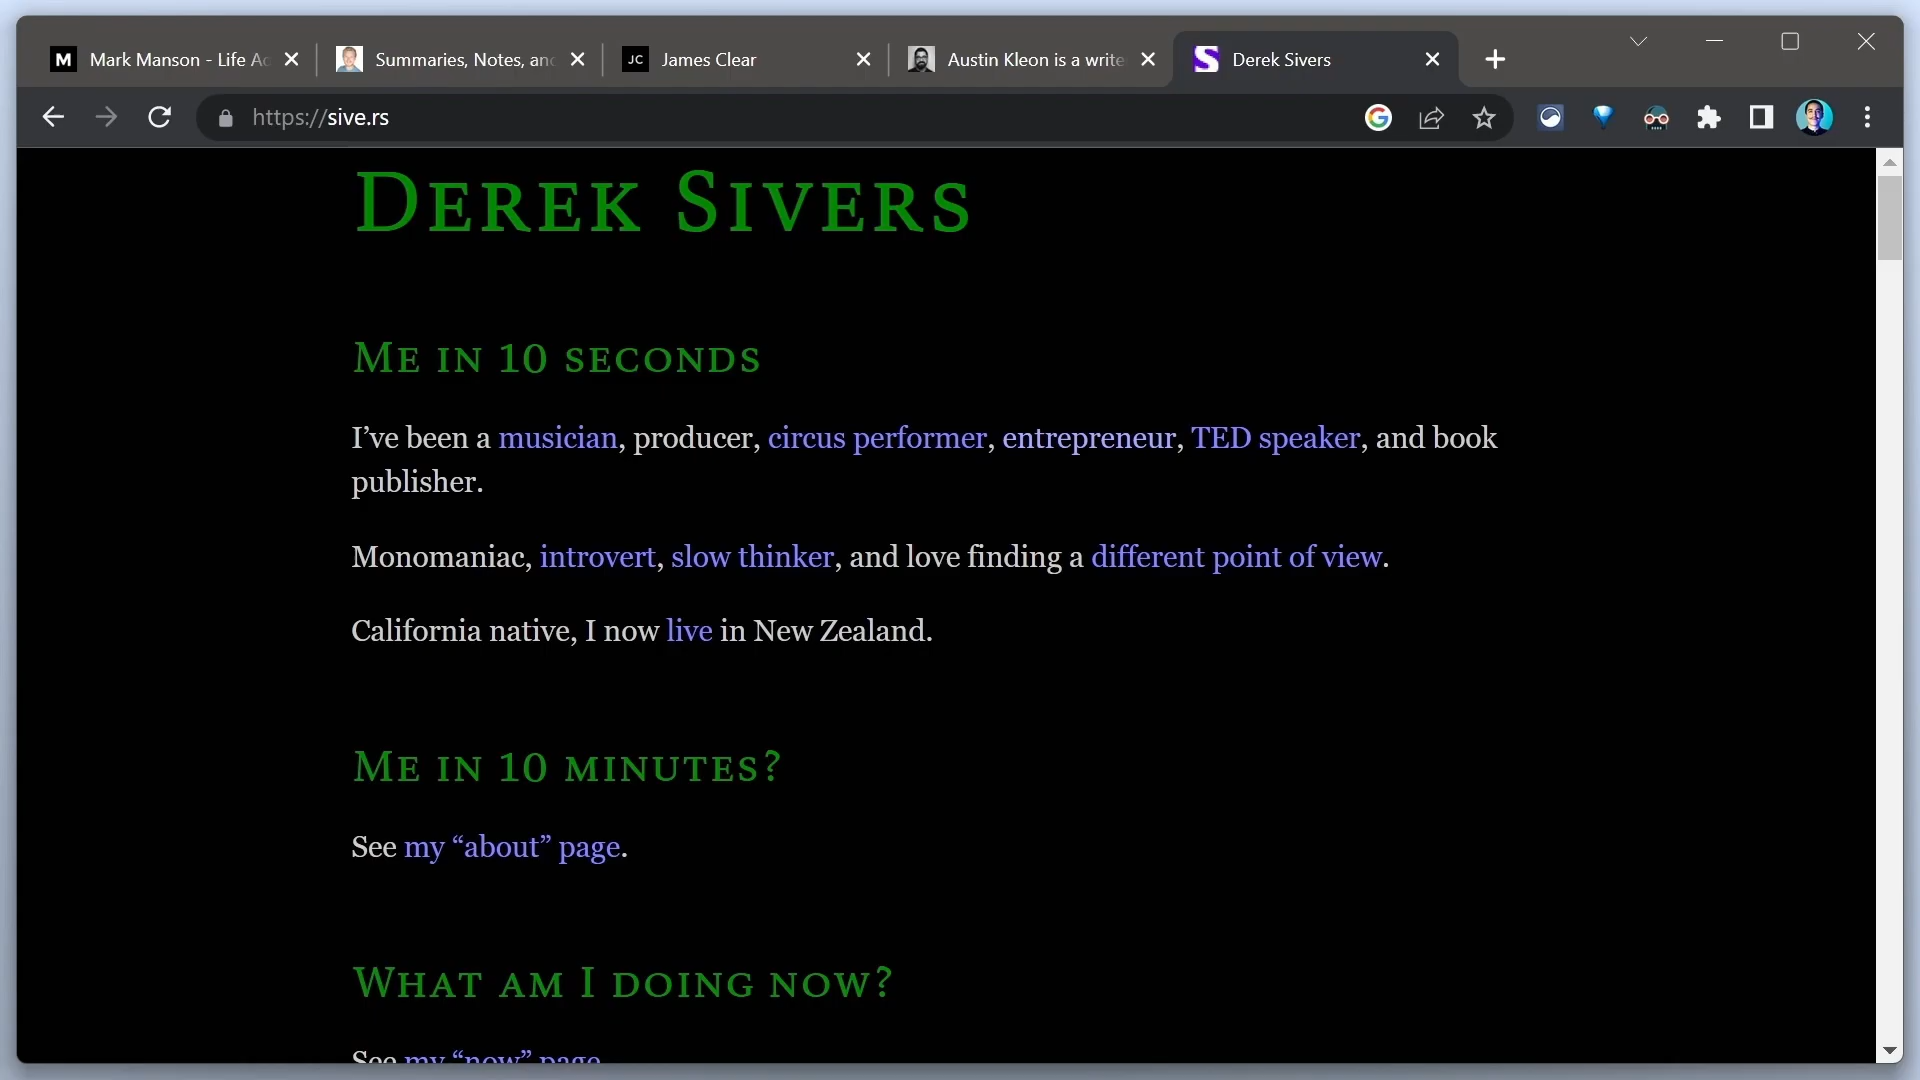 M Mark Manson - Life Ac
Summaries, Notes, and
JC James Clear
Austin Kleon is a write
S Derek Sivers
https://sive.rs
Derek Sivers
Me in 10 seconds
I’ve been a musician, producer, circus performer, entrepreneur, TED speaker, and book
publisher.
Monomaniac, introvert, slow thinker, and love finding a different point of view.
California native, I now live in New Zealand.
Me in 10 minutes?
See my “about” page.
What am I doing now?
See my “now” page